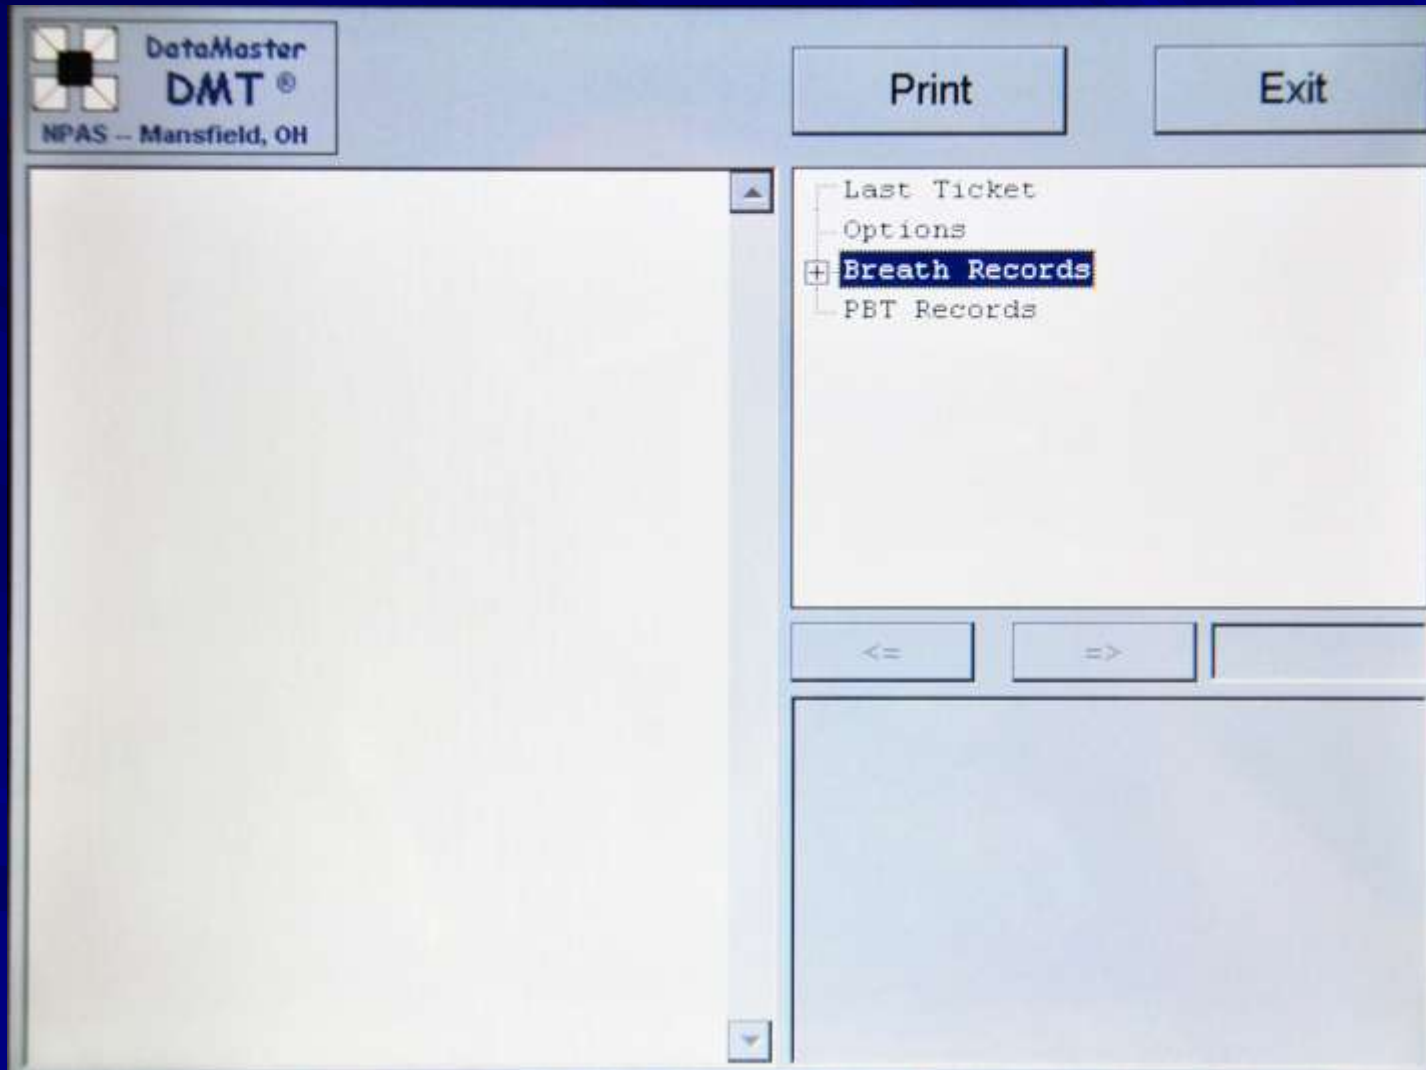 DataMaster
DMT ®
NPAS -- Mansfield, OH
Print
Exit
Last Ticket
Options
Breath Records
PBT Records
<=
=>